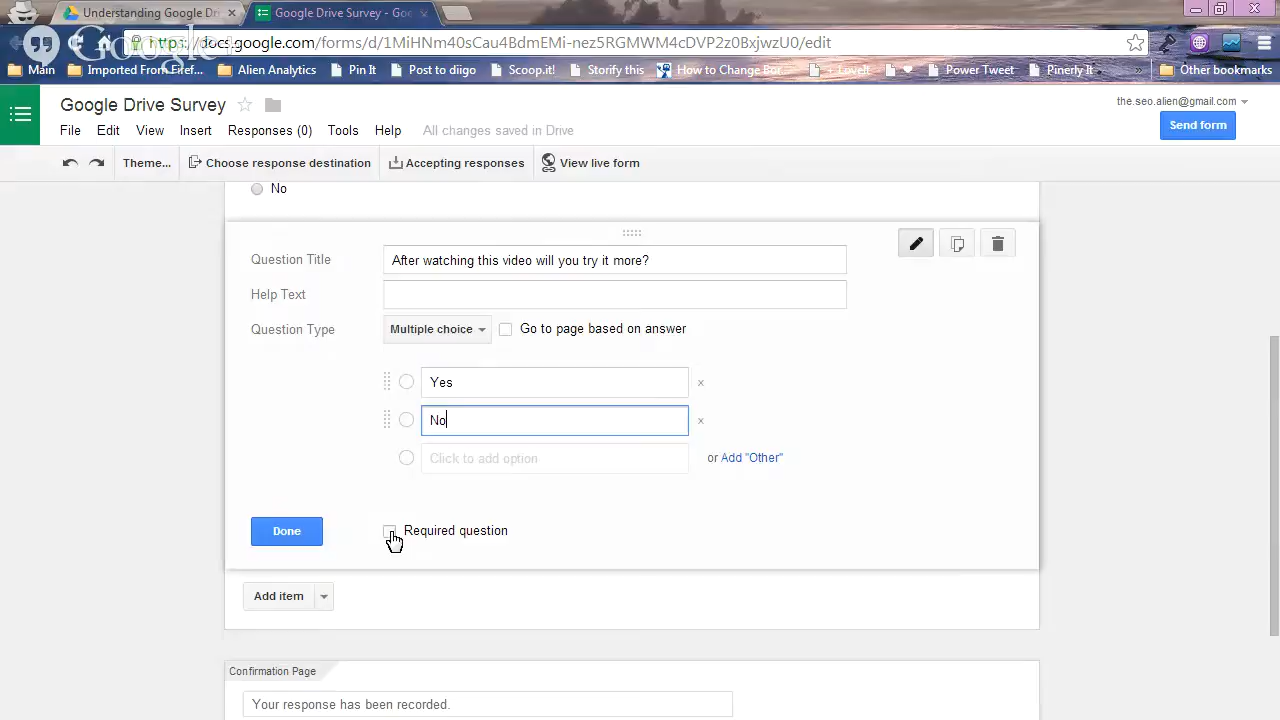 Understanding Google Dri × Google Drive Survey - Goo ×
Google
https://docs.google.com/forms/d/1MiHNm40sCau4BdmEMi-nez5RGMWM4cDVP2z0BxjwzU0/edit
Main Imported From Firef... Alien Analytics Pin It Post to diigo Scoop.it! Storify this How to Change Bor... + LoveIt ♥ Power Tweet Pinerly It » Other bookmarks
Google Drive Survey
the.seo.alien@gmail.com
File Edit View Insert Responses (0) Tools Help All changes saved in Drive
Send form
Theme... Choose response destination Accepting responses View live form
No
Question Title After watching this video will you try it more?
Help Text
Question Type Multiple choice Go to page based on answer
Yes x
No x
Click to add option or Add "Other"
Done Required question
Add item
Confirmation Page
Your response has been recorded.